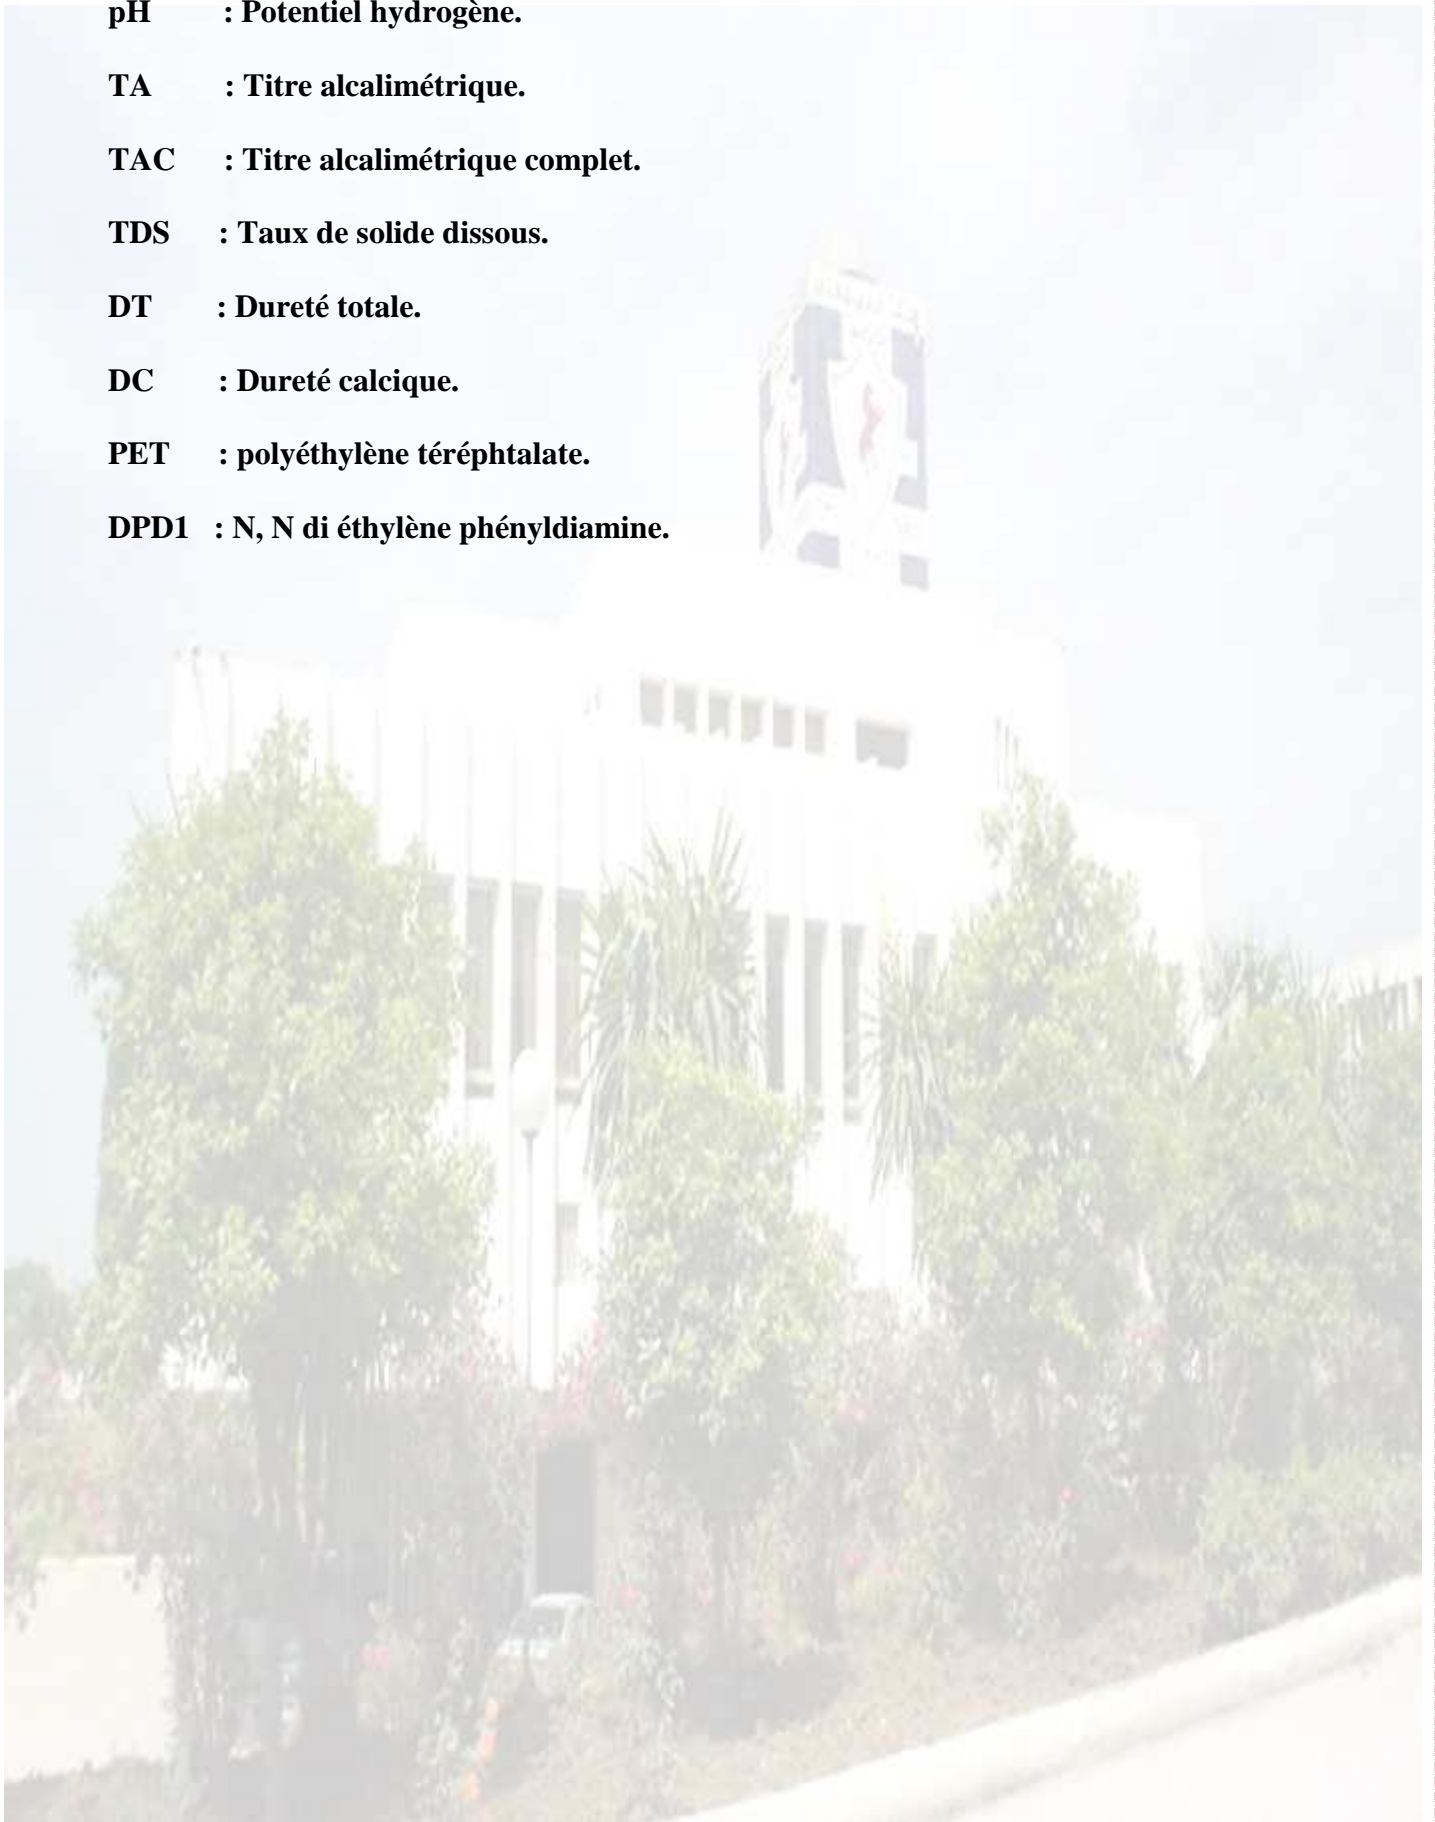 pH : Potentiel hydrogène.
TA : Titre alcalimétrique.
TAC : Titre alcalimétrique complet.
TDS : Taux de solide dissous.
DT : Dureté totale.
DC : Dureté calcique.
PET : polyéthylène téréphtalate.
DPD1 : N, N di éthylène phényldiamine.